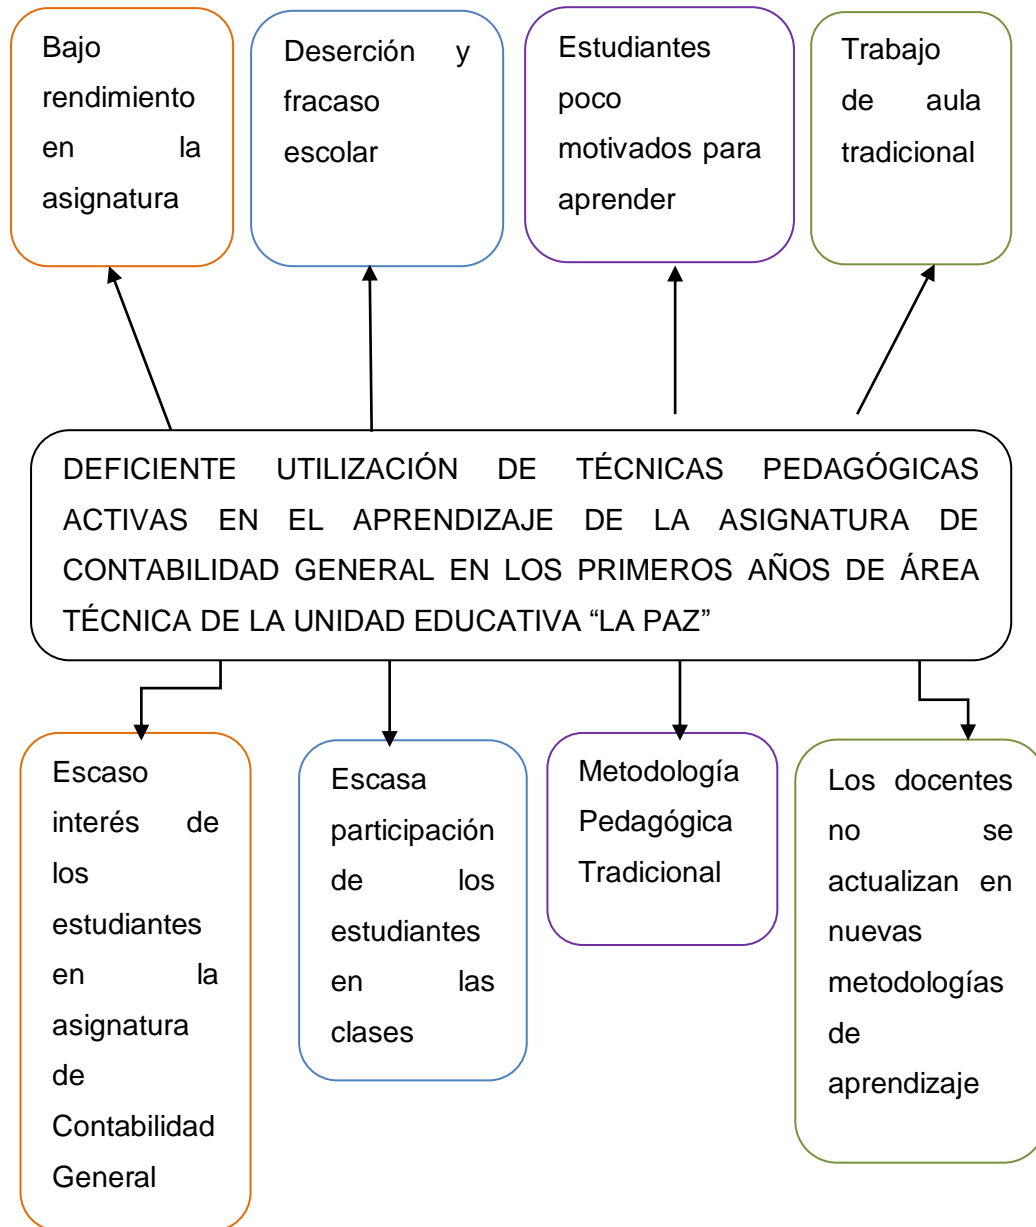 Bajo
rendimiento
en la
asignatura
Deserción y
fracaso
escolar
Estudiantes
poco
motivados para
aprender
Trabajo
de aula
tradicional
DEFICIENTE UTILIZACIÓN DE TÉCNICAS PEDAGÓGICAS
ACTIVAS EN EL APRENDIZAJE DE LA ASIGNATURA DE
CONTABILIDAD GENERAL EN LOS PRIMEROS AÑOS DE ÁREA
TÉCNICA DE LA UNIDAD EDUCATIVA “LA PAZ”
Escaso
interés de
los
estudiantes
en la
asignatura
de
Contabilidad
General
Escasa
participación
de los
estudiantes
en las
clases
Metodología
Pedagógica
Tradicional
Los docentes
no se
actualizan en
nuevas
metodologías
de
aprendizaje